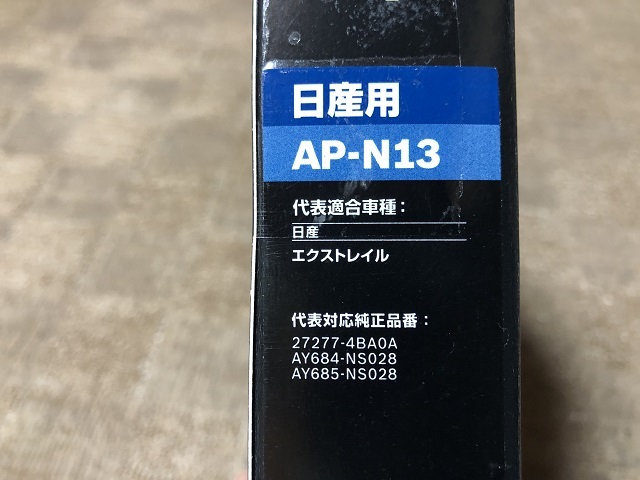 日産用
AP-N13
代表適合車種：
日産
エクストレイル
代表対応純正品番：
27277-4BA0A
AY684-NS028
AY685-NS028